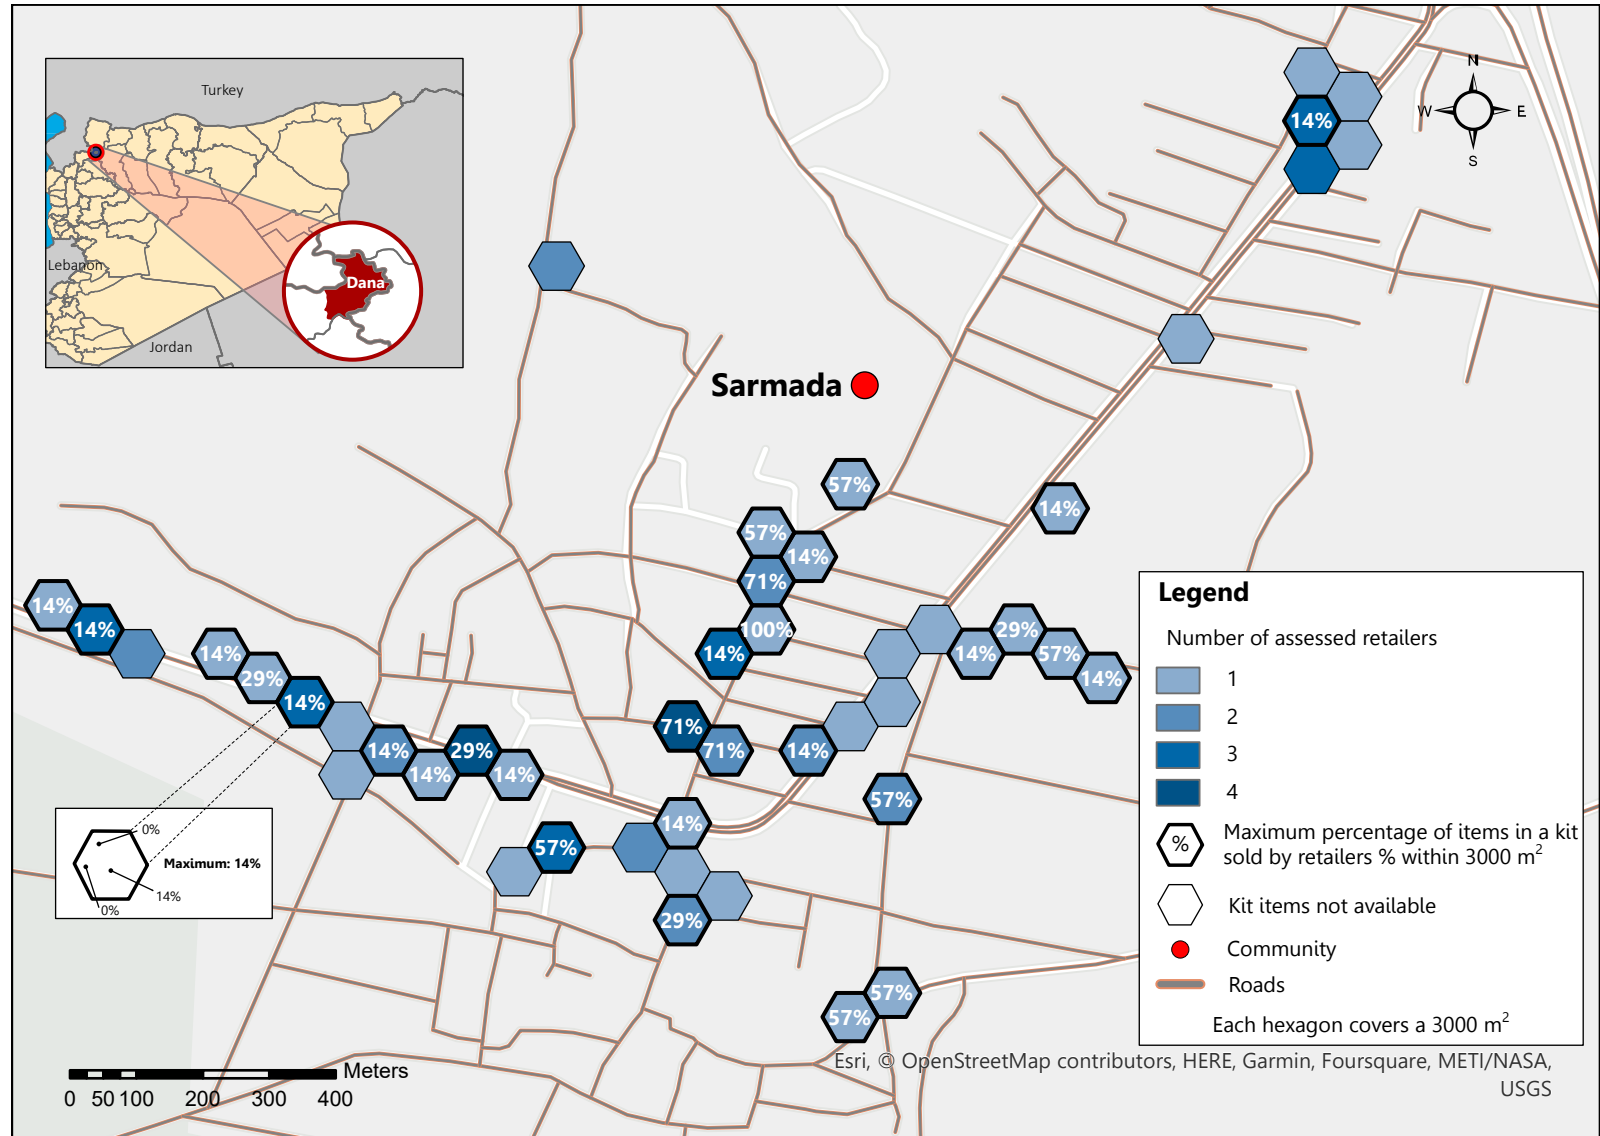 Turkey
Lebanon
Jordan
Dana
N
W
E
S
14%
Sarmada
57%
14%
57%
14%
71%
100%
14%
14%
14%
14%
29%
14%
29%
14%
57%
14%
71%
71%
14%
14%
14%
29%
14%
57%
14%
57%
29%
57%
57%
0%
Maximum: 14%
14%
0%
Legend
Number of assessed retailers
1
2
3
4
% Maximum percentage of items in a kit
sold by retailers % within 3000 m²
Kit items not available
Community
Roads
Each hexagon covers a 3000 m²
Meters
0 50 100 200 300 400
Esri, © OpenStreetMap contributors, HERE, Garmin, Foursquare, METI/NASA,
USGS